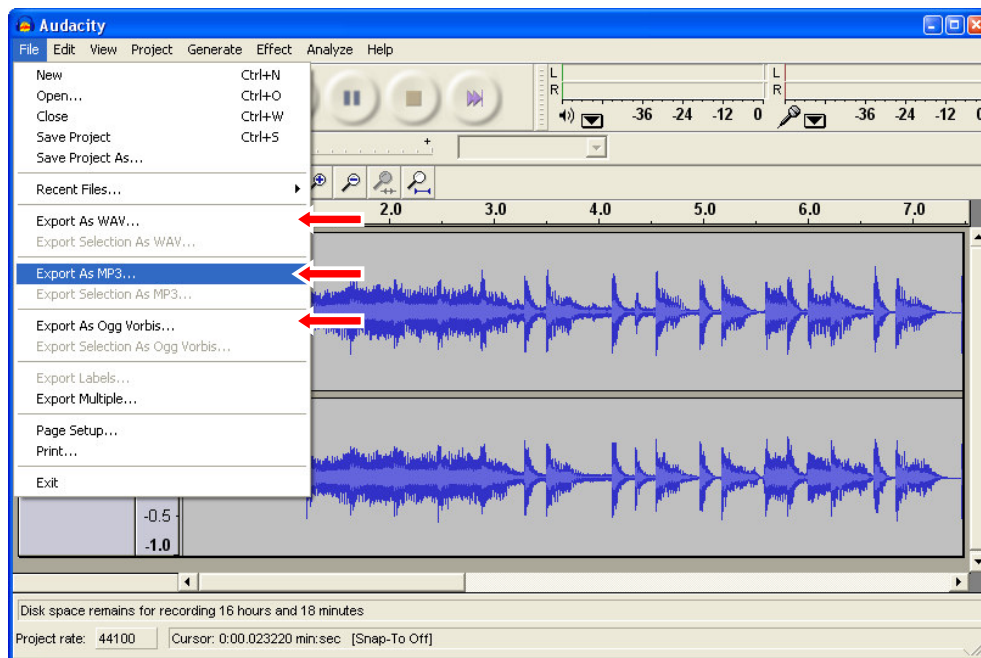 Audacity
File Edit View Project Generate Effect Analyze Help
New Ctrl+N
Open... Ctrl+O
Close Ctrl+W
Save Project Ctrl+S
Save Project As...
Recent Files...
Export As WAV...
Export Selection As WAV...
Export As MP3...
Export Selection As MP3...
Export As Ogg Vorbis...
Export Selection As Ogg Vorbis...
Export Labels...
Export Multiple...
Page Setup...
Print...
Exit
L
R
-36 -24 -12 0
L
R
-36 -24 -12 0
+
2.0 3.0 4.0 5.0 6.0 7.0
-0.5
-1.0
Disk space remains for recording 16 hours and 18 minutes
Project rate: 44100 Cursor: 0:00.023220 min:sec [Snap-To Off]